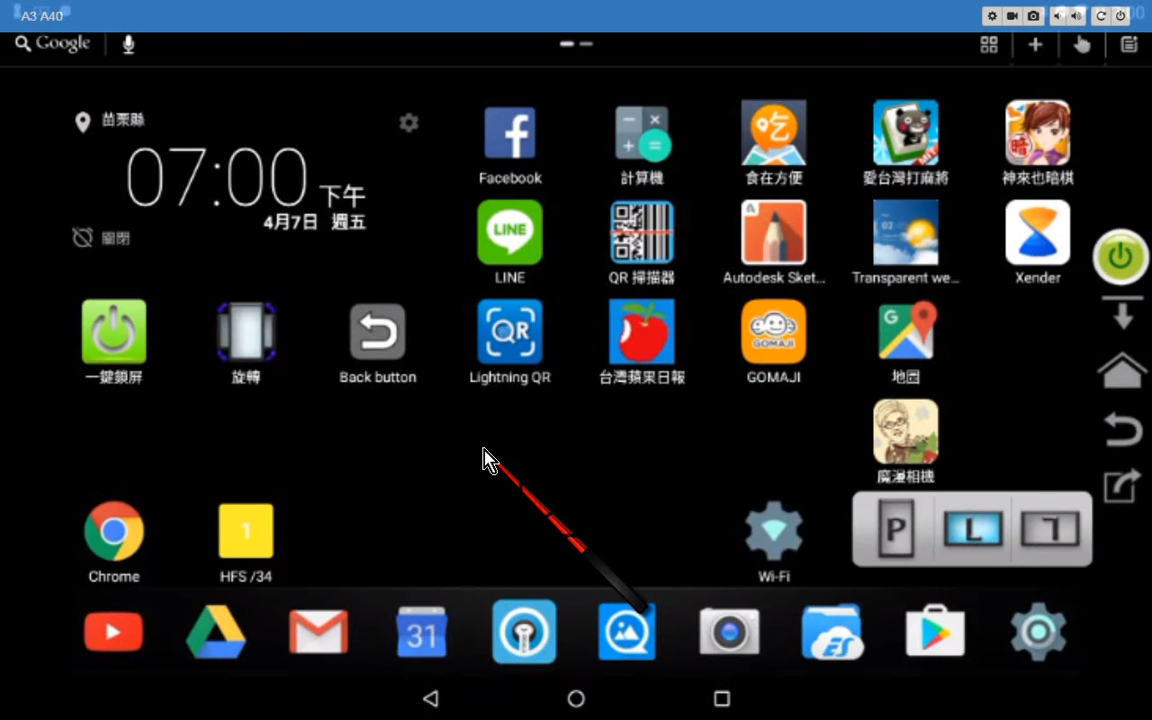 A3 A40
Google
苗栗縣
07:00 下午
4月7日 週五
關閉
Facebook
計算機
食在方便
愛台灣打麻將
神來也暗棋
LINE
QR 掃描器
Autodesk Sket...
Transparent we...
Xender
一鍵鎖屏
旋轉
Back button
Lightning QR
台灣蘋果日報
GOMAJI
地図
魔漫相機
P L L
Chrome
1
HFS /34
Wi-Fi
31
ES